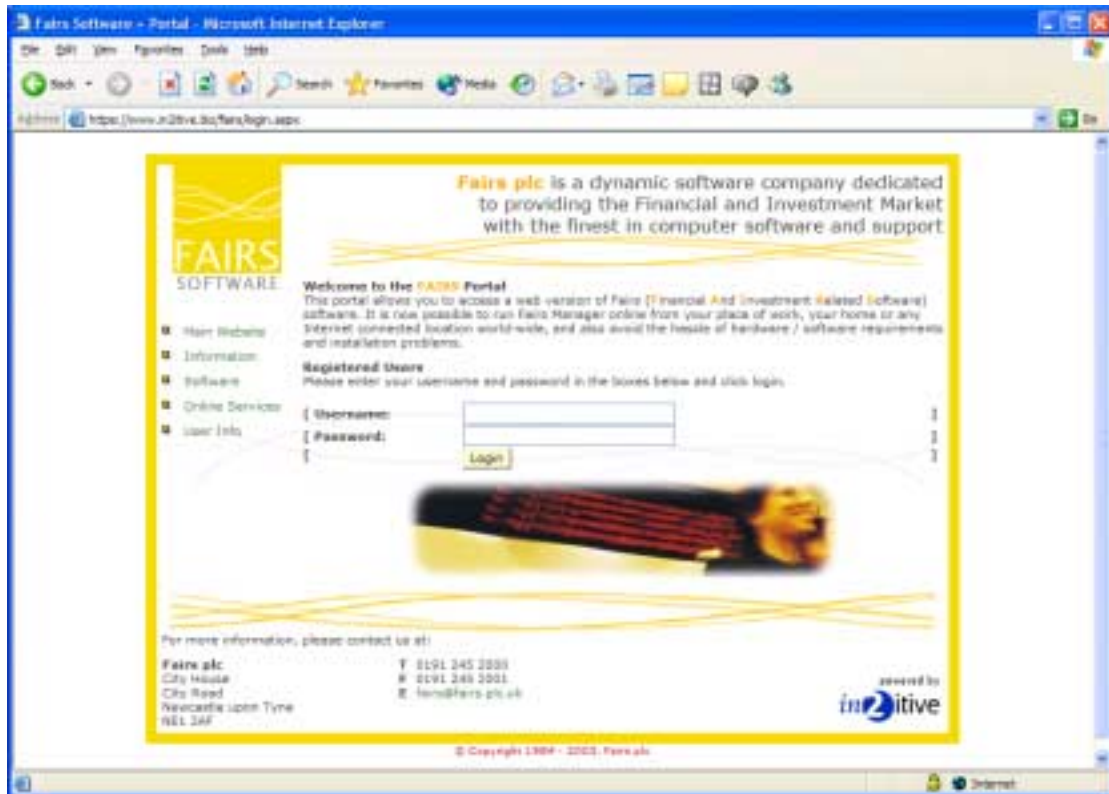 Fairs Software - Portal - Microsoft Internet Explorer
File Edit View Favorites Tools Help
Back Search Favorites Media
Address https://www.in2itive.biz/fairs/login.aspx Go
FAIRS
SOFTWARE
Fairs plc is a dynamic software company dedicated
to providing the Financial and Investment Market
with the finest in computer software and support
Welcome to the FAIRS Portal
This portal allows you to access a web version of Fairs (Financial And Investment Related Software)
software. It is now possible to run Fairs Manager online from your place of work, your home or any
Internet connected location world-wide, and also avoid the hassle of hardware / software requirements
and installation problems.
Main Website
Information
Software
Online Services
User Info
Registered Users
Please enter your username and password in the boxes below and click login.
[ Username: ]
[ Password: ]
[ Login ]
For more information, please contact us at:
Fairs plc
City House
City Road
Newcastle upon Tyne
NE1 2AF
T 0191 245 2000
F 0191 245 2001
E fairs@fairs.plc.uk
powered by
in2itive
© Copyright 1984 - 2003. Fairs plc
Internet